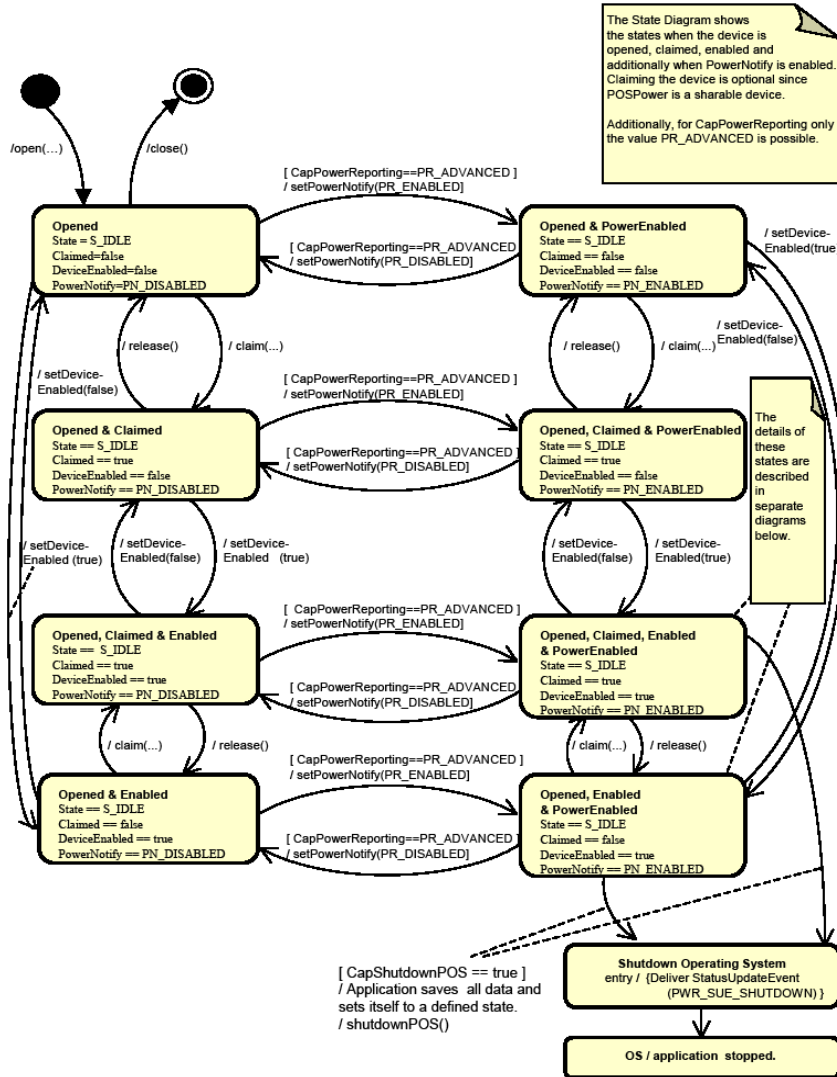 The State Diagram shows
the states when the device is
opened, claimed, enabled and
additionally when PowerNotify is enabled.
Claiming the device is optional since
POSPower is a sharable device.
Additionally, for CapPowerReporting only
the value PR_ADVANCED is possible.
/open(...)
/close()
[ CapPowerReporting==PR_ADVANCED ]
/ setPowerNotify(PR_ENABLED]
Opened
State = S_IDLE
Claimed=false
DeviceEnabled=false
PowerNotify=PN_DISABLED
[ CapPowerReporting==PR_ADVANCED
/ setPowerNotify(PR_DISABLED]
Opened & PowerEnabled
State == S_IDLE
Claimed == false
DeviceEnabled == false
PowerNotify == PN_ENABLED
/ setDevice-
Enabled(true)
/ release()
/ claim(...)
/ release()
/ claim(...)
/ setDevice-
Enabled(false)
/ setDevice-
Enabled(false)
[ CapPowerReporting==PR_ADVANCED ]
/ setPowerNotify(PR_ENABLED]
Opened & Claimed
State == S_IDLE
Claimed == true
DeviceEnabled == false
PowerNotify == PN_DISABLED
[ CapPowerReporting==PR_ADVANCED
/ setPowerNotify(PR_DISABLED]
Opened, Claimed & PowerEnabled
State == S_IDLE
Claimed == true
DeviceEnabled == false
PowerNotify == PN_ENABLED
The
details of
these
states are
described
in
separate
diagrams
below.
/ setDevice-
Enabled (true)
/ setDevice-
Enabled(false)
/ setDevice-
Enabled (true)
/ setDevice-
Enabled(false)
/ setDevice-
Enabled(true)
[ CapPowerReporting==PR_ADVANCED ]
/ setPowerNotify(PR_ENABLED]
Opened, Claimed & Enabled
State == S_IDLE
Claimed == true
DeviceEnabled == true
PowerNotify == PN_DISABLED
[ CapPowerReporting==PR_ADVANCED
/ setPowerNotify(PR_DISABLED]
Opened, Claimed, Enabled
& PowerEnabled
State == S_IDLE
Claimed == true
DeviceEnabled == true
PowerNotify == PN_ENABLED
/ claim(...)
/ release()
/ claim(...)
/ release()
[ CapPowerReporting==PR_ADVANCED ]
/ setPowerNotify(PR_ENABLED]
Opened & Enabled
State == S_IDLE
Claimed == false
DeviceEnabled == true
PowerNotify == PN_DISABLED
[ CapPowerReporting==PR_ADVANCED
/ setPowerNotify(PR_DISABLED]
Opened, Enabled
& PowerEnabled
State == S_IDLE
Claimed == false
DeviceEnabled == true
PowerNotify == PN_ENABLED
[ CapShutdownPOS == true ]
/ Application saves all data and
sets itself to a defined state.
/ shutdownPOS()
Shutdown Operating System
entry / {Deliver StatusUpdateEvent
(PWR_SUE_SHUTDOWN) }
OS / application stopped.